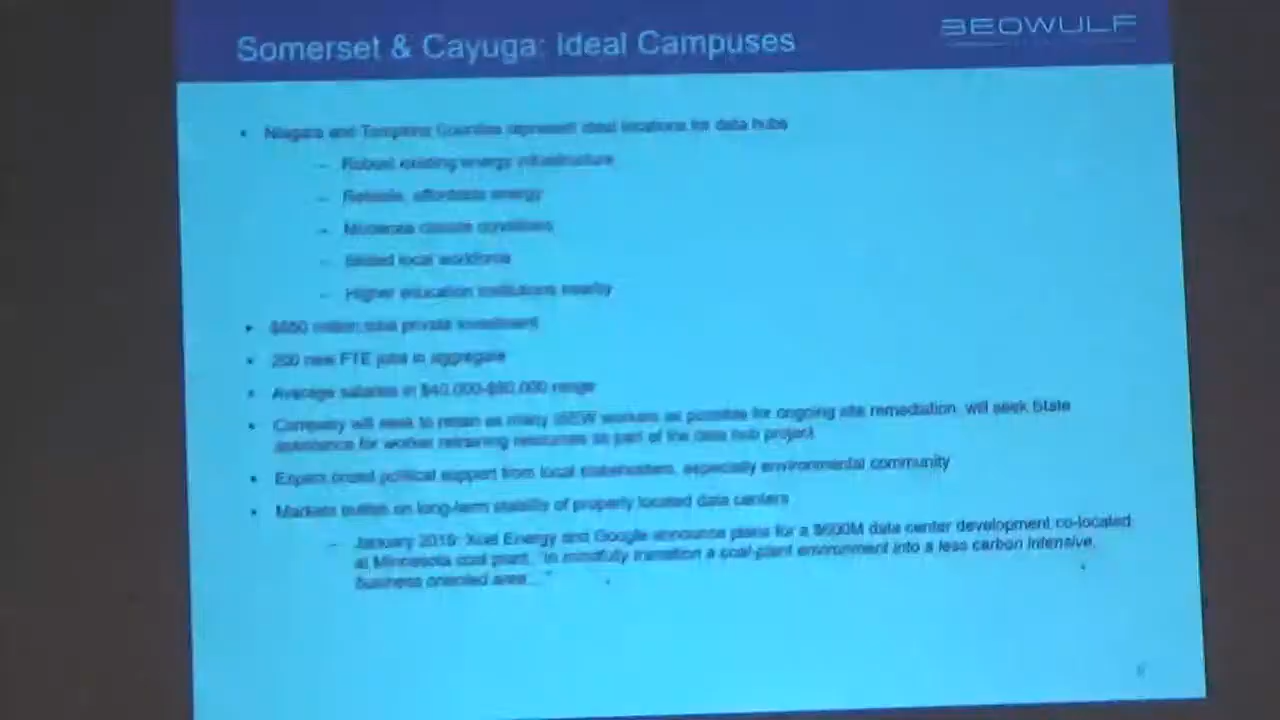 BEOWULF
Somerset & Cayuga: Ideal Campuses
• Niagara and Tompkins Counties represent ideal locations for data hubs
– Robust existing energy infrastructure
– Reliable, affordable energy
– Moderate climate conditions
– Skilled local workforce
– Higher education institutions nearby
• $650 million total private investment
• 200 new FTE jobs in aggregate
• Average salaries in $40,000-$80,000 range
• Company will seek to retain as many IBEW workers as possible for ongoing site remediation, will seek State
assistance for worker retraining resources as part of the data hub project
• Expect broad political support from local stakeholders, especially environmental community
• Markets bullish on long-term stability of properly located data centers
– January 2019: Xcel Energy and Google announce plans for a $600M data center development co-located
at Minnesota coal plant. "to mindfully transition a coal-plant environment into a less carbon intensive,
business oriented area..."